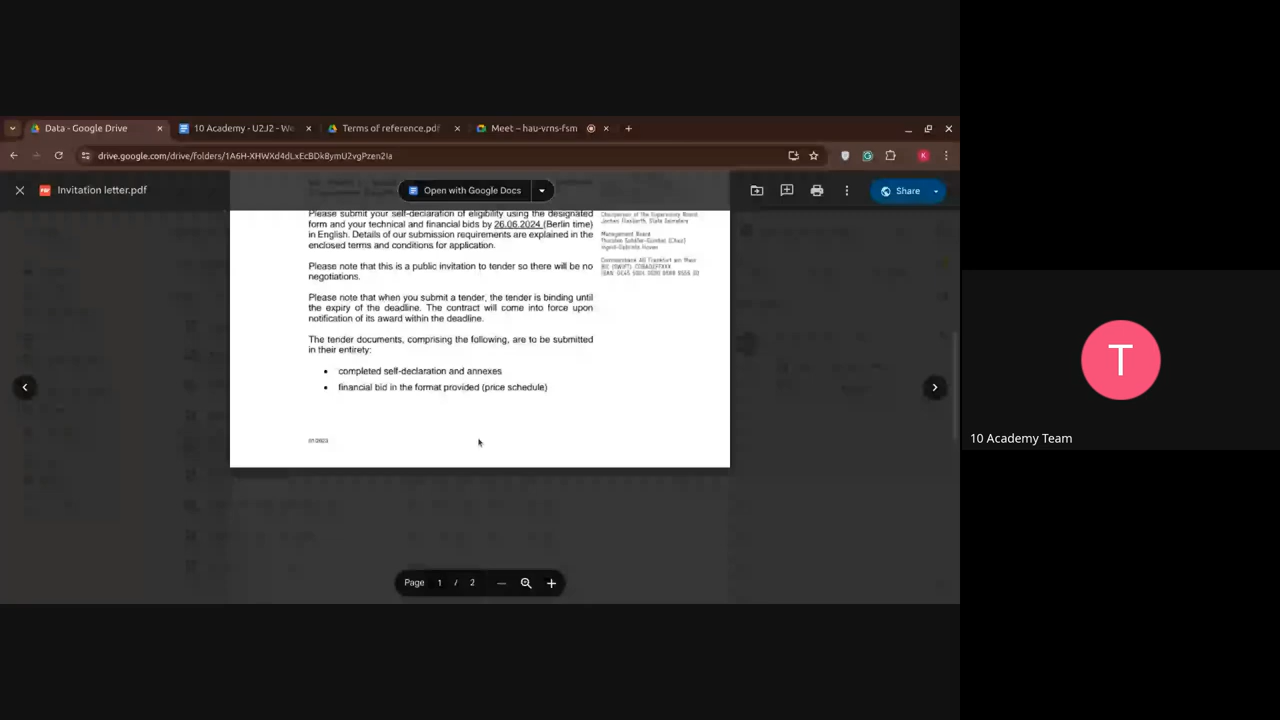 Data - Google Drive
10 Academy - U2J2 - We
Terms of reference.pdf
Meet – hau-vrns-fsm
drive.google.com/drive/folders/1A6H-XHWXd4dLxEcBDk8ymU2vgPzen2Ia
K
PDF
Invitation letter.pdf
Open with Google Docs
Share
Please submit your self-declaration of eligibility using the designated
form and your technical and financial bids by 26.06.2024 (Berlin time)
in English. Details of our submission requirements are explained in the
enclosed terms and conditions for application.
Please note that this is a public invitation to tender so there will be no
negotiations.
Please note that when you submit a tender, the tender is binding until
the expiry of the deadline. The contract will come into force upon
notification of its award within the deadline.
The tender documents, comprising the following, are to be submitted
in their entirety:
• completed self-declaration and annexes
• financial bid in the format provided (price schedule)
Chairperson of the Supervisory Board
Management Board
Page 1 / 2
T
10 Academy Team